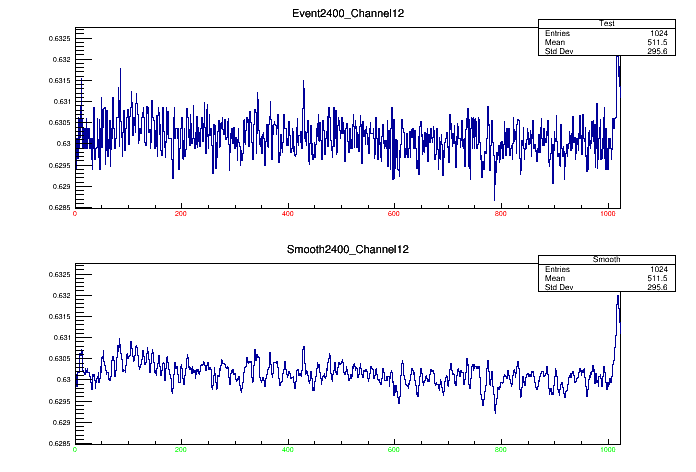 Event2400_Channel12
Test
Entries 1024
Mean 511.5
Std Dev 295.6
0.6325
0.632
0.6315
0.631
0.6305
0.63
0.6295
0.629
0.6285
0 200 400 600 800 1000
Smooth2400_Channel12
Smooth
Entries 1024
Mean 511.5
Std Dev 295.6
0.6325
0.632
0.6315
0.631
0.6305
0.63
0.6295
0.629
0.6285
0 200 400 600 800 1000